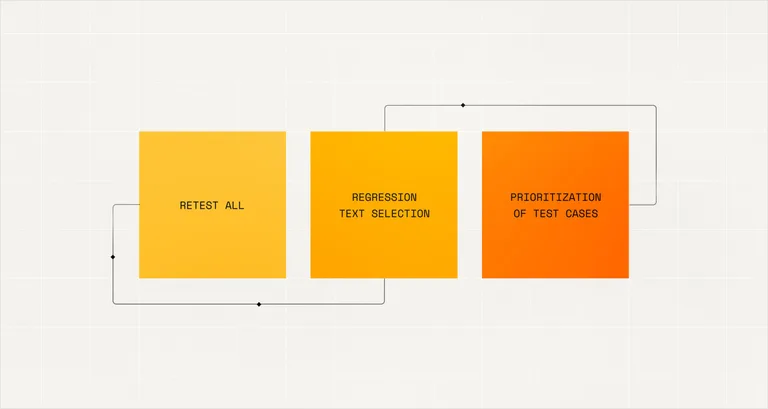 RETEST ALL
REGRESSION
TEXT SELECTION
PRIORITIZATION
OF TEST CASES